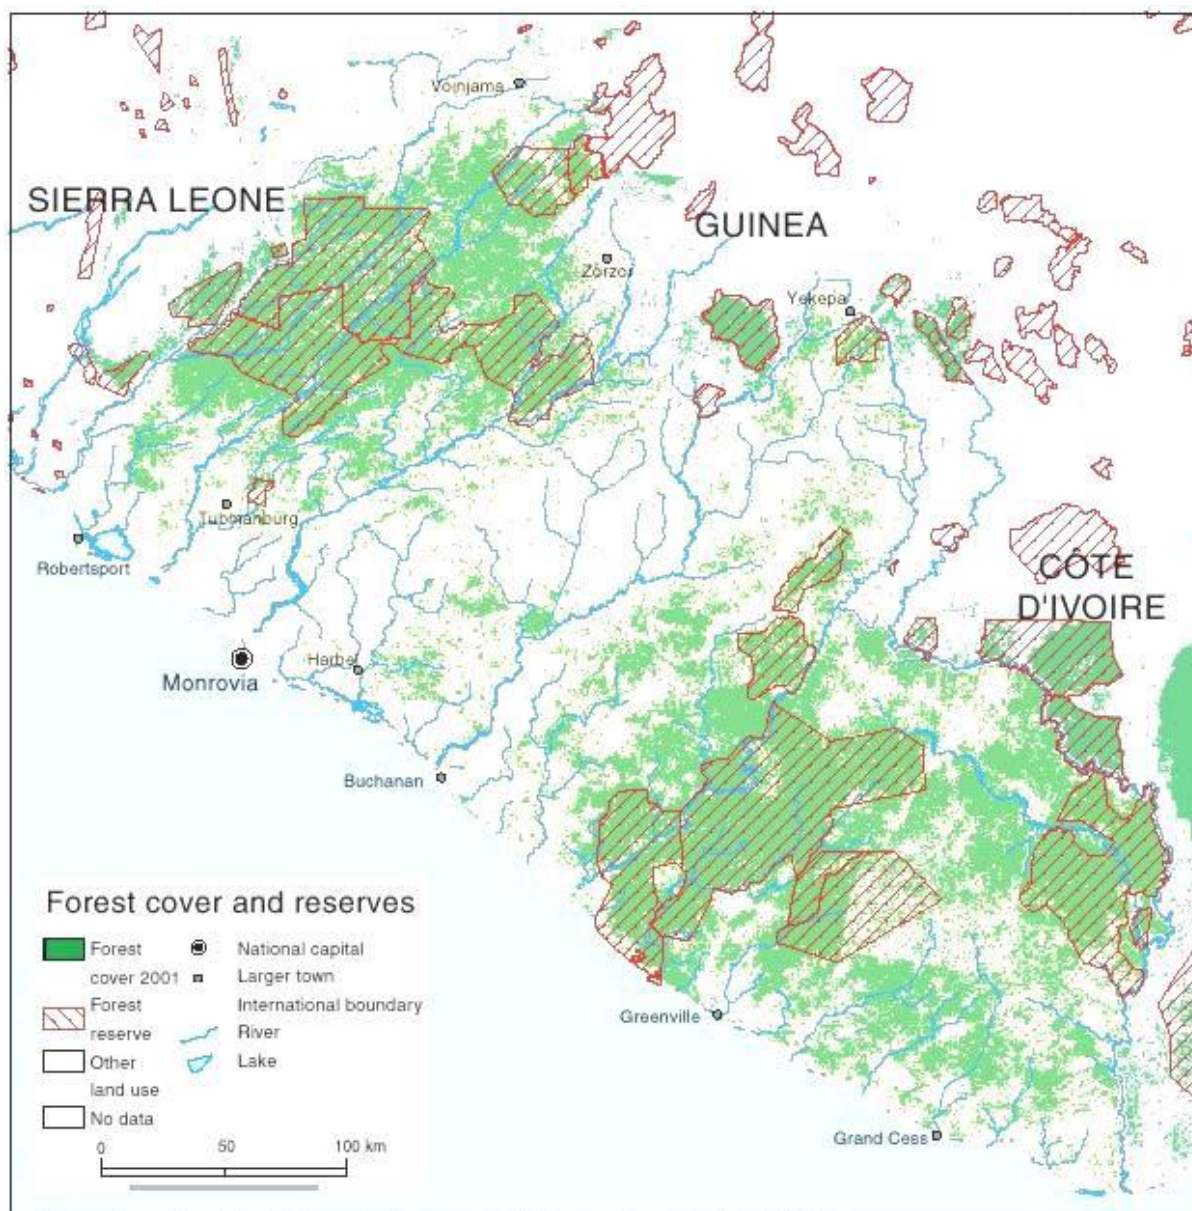 Voinjama
SIERRA LEONE
GUINEA
Zorzor
Yekepa
Tubmanburg
Robertsport
CÔTE
D'IVOIRE
Monrovia
Harbel
Buchanan
Greenville
Grand Cess
Forest cover and reserves
Forest National capital
cover 2001 Larger town
Forest International boundary
reserve River
Other Lake
land use
No data
0 50 100 km